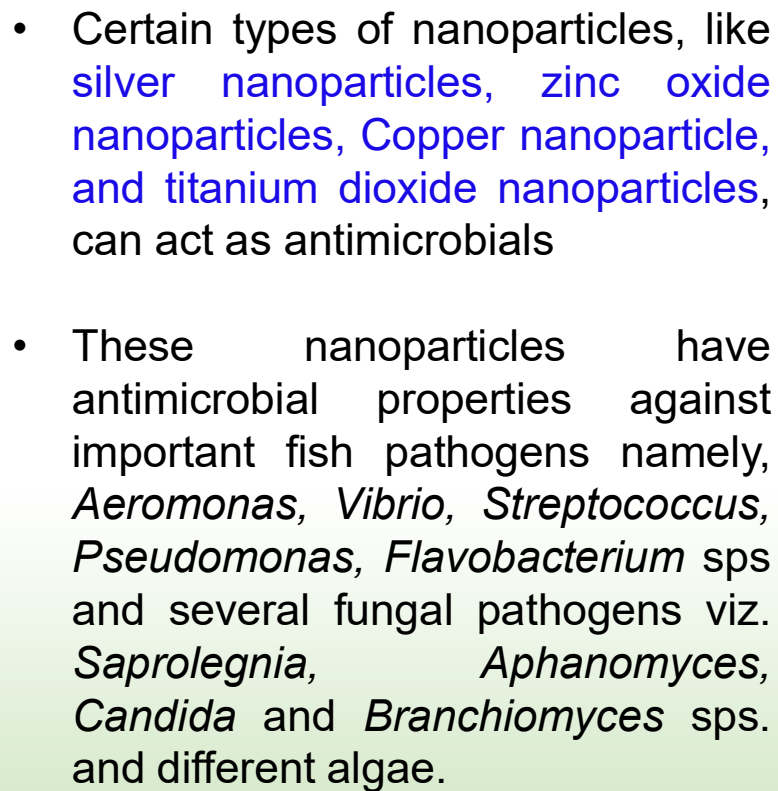 • Certain types of nanoparticles, like
silver nanoparticles, zinc oxide
nanoparticles, Copper nanoparticle,
and titanium dioxide nanoparticles,
can act as antimicrobials
• These nanoparticles have
antimicrobial properties against
important fish pathogens namely,
Aeromonas, Vibrio, Streptococcus,
Pseudomonas, Flavobacterium sps
and several fungal pathogens viz.
Saprolegnia, Aphanomyces,
Candida and Branchiomyces sps.
and different algae.